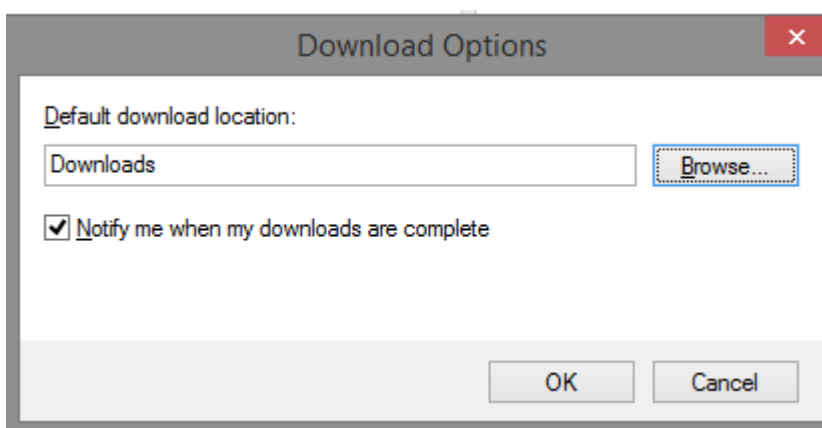 Download Options
Default download location:
Downloads
Browse...
Notify me when my downloads are complete
OK
Cancel